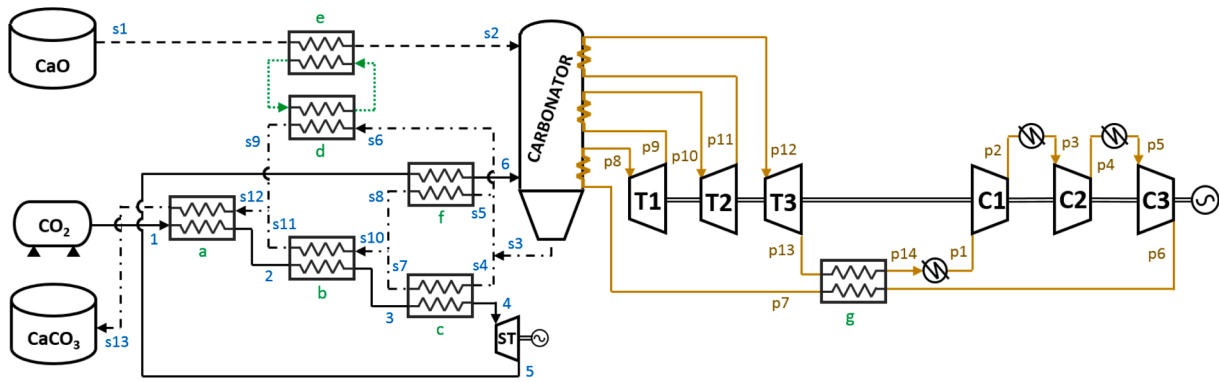 s1
e
s2
CaO
CARBONATOR
s9
d
s6
p8
p9
p10
p11
p12
p2
p3
p4
p5
6
s8
f
s5
T1
T2
T3
C1
C2
C3
CO2
s12
1
a
s11
s10
s3
2
b
s7
s4
p13
p14
p1
p6
p7
g
CaCO3
s13
3
c
4
ST
5